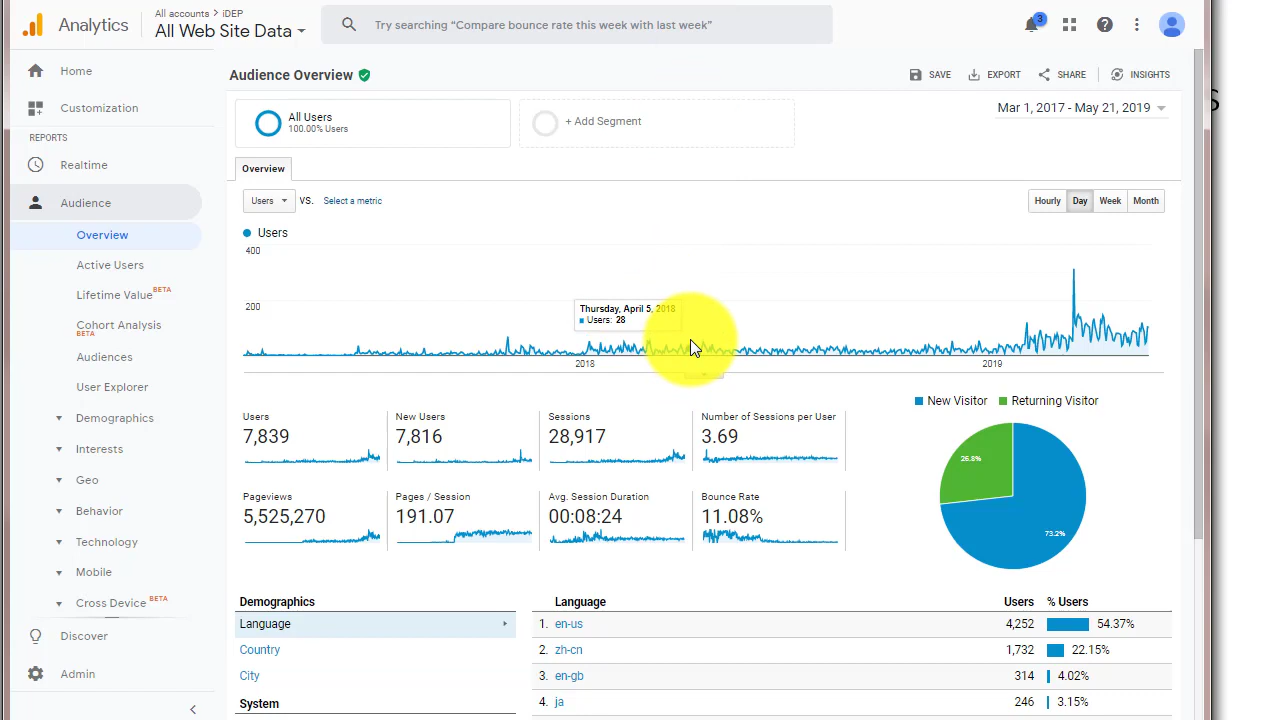 Analytics
All accounts > iDEP
All Web Site Data
Try searching “Compare bounce rate this week with last week”
3
Home
Customization
REPORTS
Realtime
Audience
Overview
Active Users
Lifetime Value BETA
Cohort Analysis
BETA
Audiences
User Explorer
Demographics
Interests
Geo
Behavior
Technology
Mobile
Cross Device BETA
Discover
Admin
Audience Overview
SAVE
EXPORT
SHARE
INSIGHTS
All Users
100.00% Users
+ Add Segment
Mar 1, 2017 - May 21, 2019
Overview
Users VS. Select a metric
Hourly Day Week Month
Users
400
200
Thursday, April 5, 2018
Users: 28
2018 2019
Users
7,839
New Users
7,816
Sessions
28,917
Number of Sessions per User
3.69
Pageviews
5,525,270
Pages / Session
191.07
Avg. Session Duration
00:08:24
Bounce Rate
11.08%
New Visitor Returning Visitor
26.8%
73.2%
Demographics
Language
Country
City
System
Language Users % Users
1. en-us 4,252 54.37%
2. zh-cn 1,732 22.15%
3. en-gb 314 4.02%
4. ja 246 3.15%